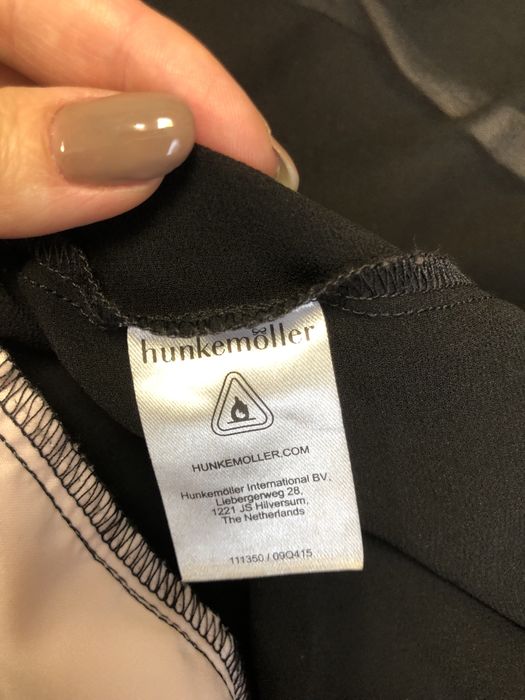 hunkemöller
HUNKEMOLLER.COM
Hunkemöller International BV,
Liebergerweg 28,
1221 JS Hilversum,
The Netherlands
111350 / 09Q415